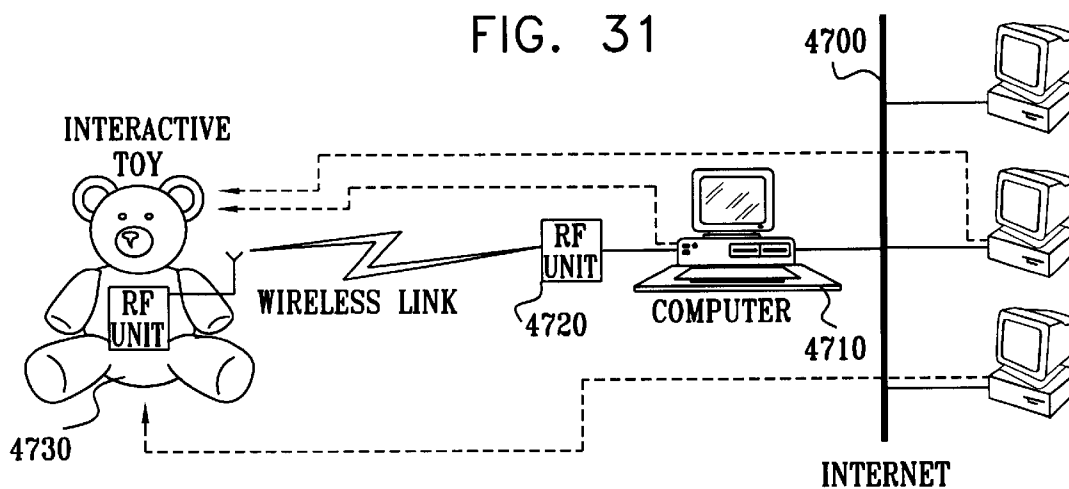 FIG. 31
4700
INTERACTIVE
TOY
RF
UNIT
WIRELESS LINK
RF
UNIT
4720
COMPUTER
4710
4730
INTERNET